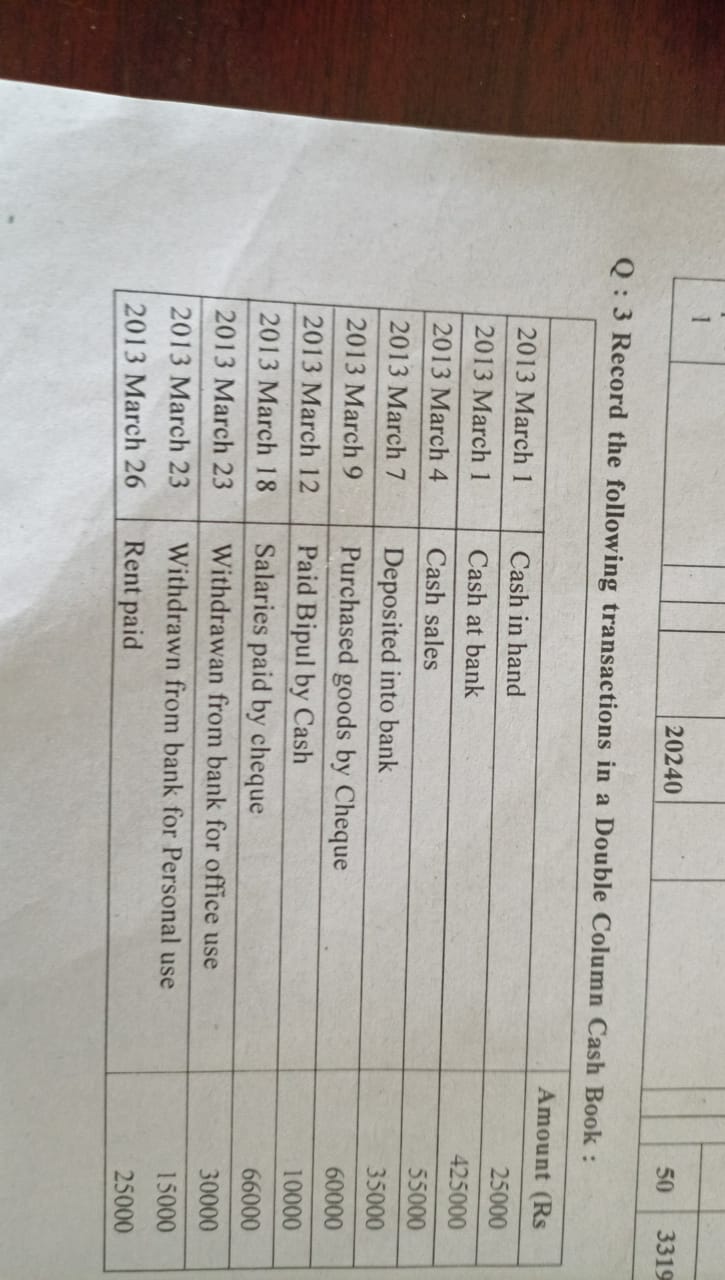 1 20240 50 3319
Q : 3 Record the following transactions in a Double Column Cash Book :
Amount (Rs
2013 March 1 Cash in hand 25000
2013 March 1 Cash at bank 425000
2013 March 4 Cash sales 55000
2013 March 7 Deposited into bank 35000
2013 March 9 Purchased goods by Cheque 60000
2013 March 12 Paid Bipul by Cash 10000
2013 March 18 Salaries paid by cheque 66000
2013 March 23 Withdrawan from bank for office use 30000
2013 March 23 Withdrawn from bank for Personal use 15000
2013 March 26 Rent paid 25000